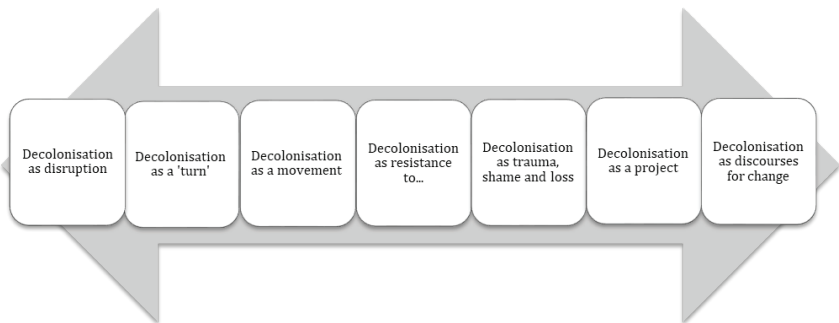 Decolonisation
as disruption
Decolonisation
as a 'turn'
Decolonisation
as a movement
Decolonisation
as resistance
to...
Decolonisation
as trauma,
shame and loss
Decolonisation
as a project
Decolonisation
as discourses
for change